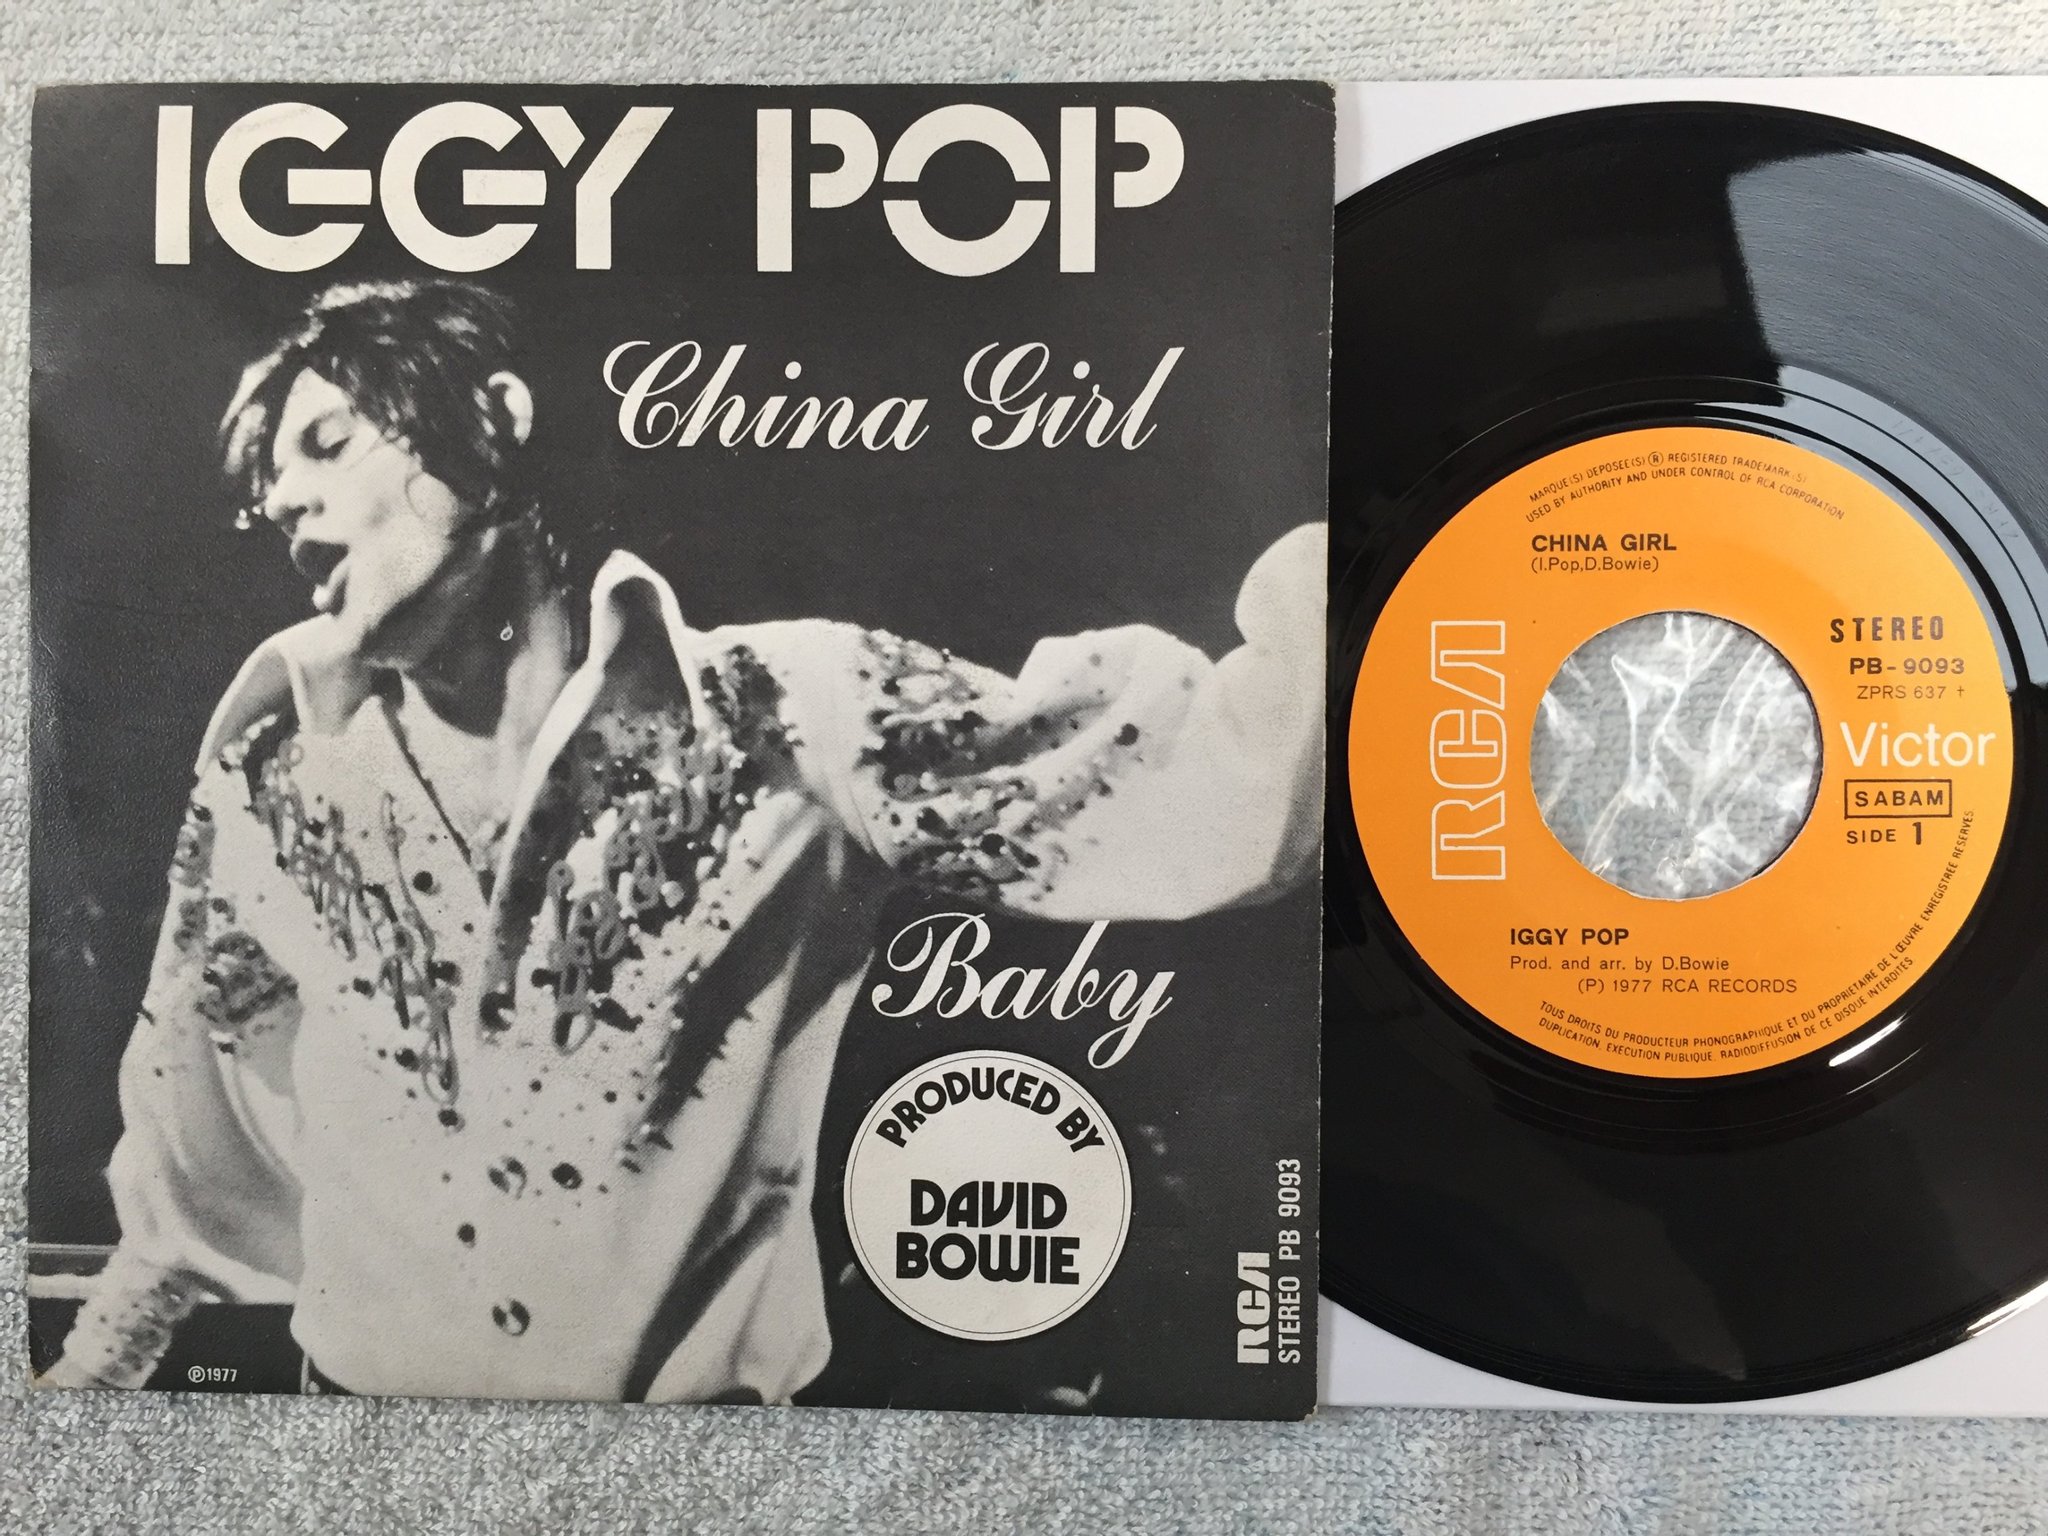 IGGY POP
China Girl
Baby
PRODUCED BY
DAVID
BOWIE
RCA
STEREO PB 9093
℗1977
MARQUE(S) DEPOSEE(S) ® REGISTERED TRADEMARK(S)
USED BY AUTHORITY AND UNDER CONTROL OF RCA CORPORATION
CHINA GIRL
(I.Pop,D.Bowie)
RCA
STEREO
PB-9093
ZPRS 637 †
Victor
SABAM
SIDE 1
IGGY POP
Prod. and arr. by D.Bowie
(P) 1977 RCA RECORDS
TOUS DROITS DU PRODUCTEUR PHONOGRAPHIQUE ET DU PROPRIETAIRE DE L'ŒUVRE ENREGISTREE RESERVES
DUPLICATION, EXECUTION PUBLIQUE, RADIODIFFUSION DE CE DISQUE INTERDITES